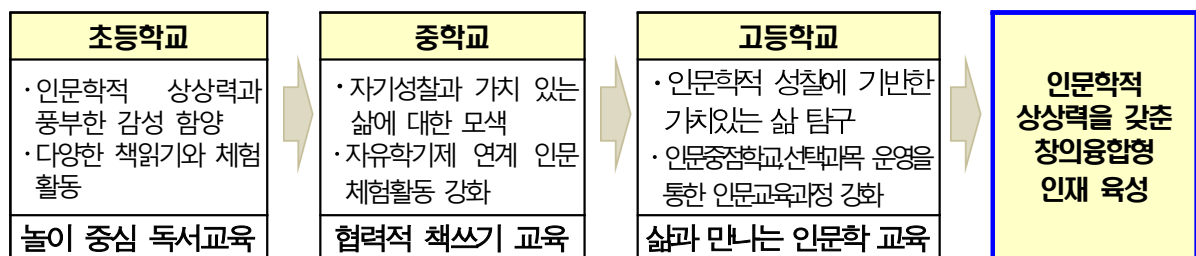 초등학교
· 인문학적 상상력과
풍부한 감성 함양
· 다양한 책읽기와 체험
활동
놀이 중심 독서교육
중학교
· 자기성찰과 가치 있는
삶에 대한 모색
· 자유학기제 연계 인문
체험활동 강화
협력적 책쓰기 교육
고등학교
· 인문학적 성찰에 기반한
가치있는 삶 탐구
· 인문중점학교,선택과목 운영을
통한 인문교육과정 강화
삶과 만나는 인문학 교육
인문학적
상상력을 갖춘
창의융합형
인재 육성